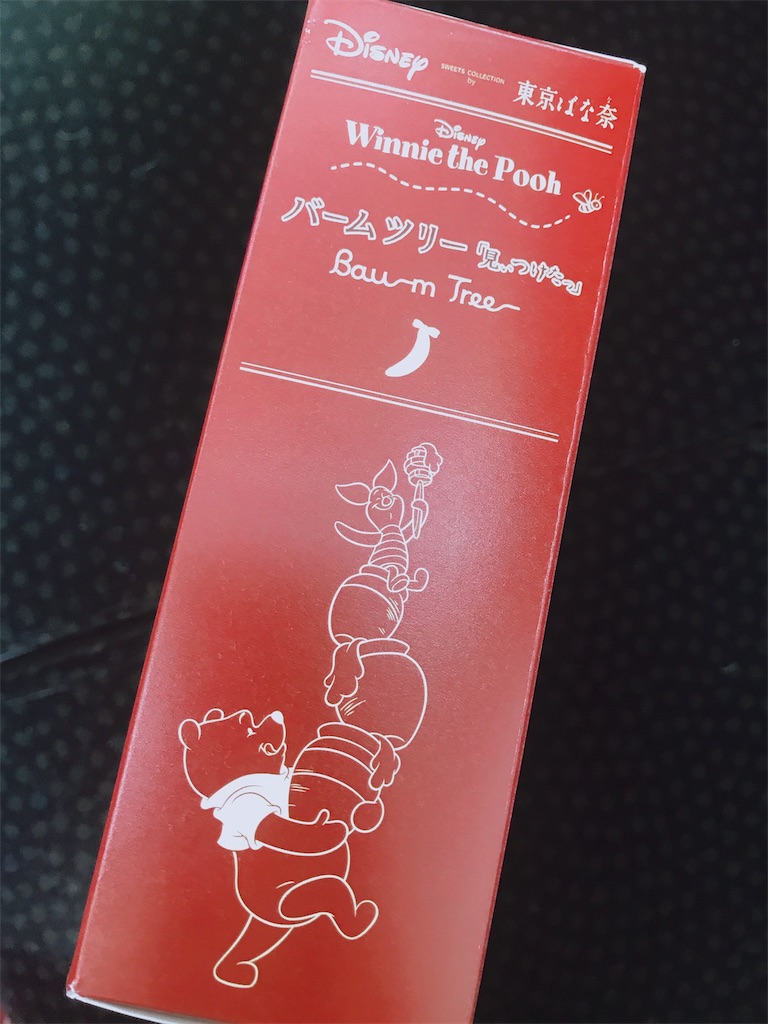 Disney SWEETS COLLECTION by 東京ばな奈
Disney
Winnie the Pooh
バームツリー「見ぃつけたっ」
Baum Tree